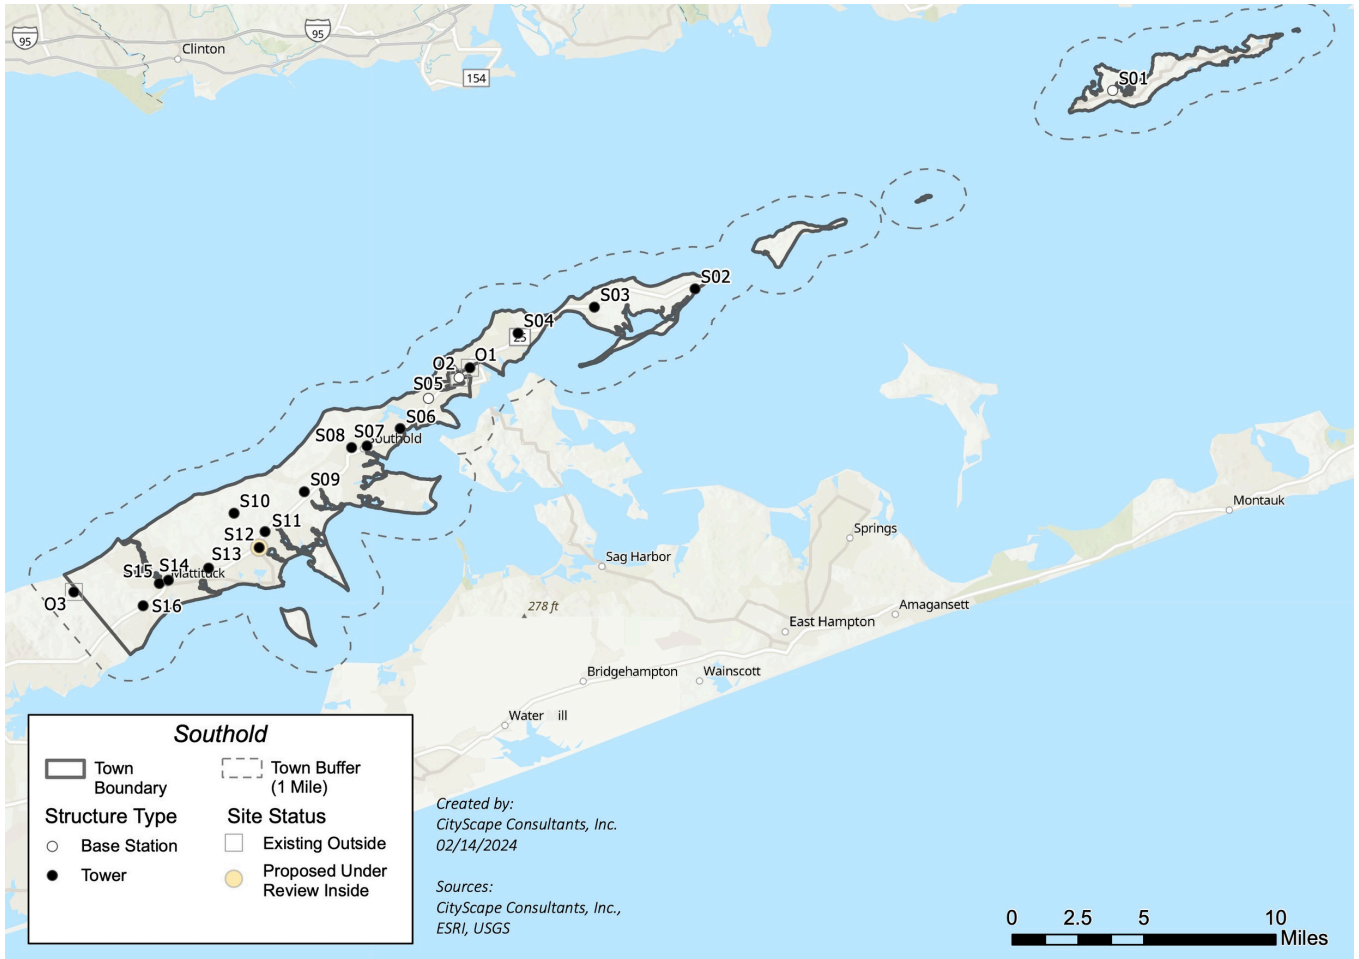 95
95
Clinton
154
S01
S02
S03
S04
25
O1
O2
S05
S06
S07
S08
Southold
S09
S10
S11
S12
S13
S14
Mattituck
S15
S16
O3
Springs
Montauk
Sag Harbor
278 ft
Amagansett
East Hampton
Bridgehampton
Wainscott
Water ill
Southold
Town
Boundary
Town Buffer
(1 Mile)
Structure Type
Base Station
Tower
Site Status
Existing Outside
Proposed Under
Review Inside
Created by:
CityScape Consultants, Inc.
02/14/2024
Sources:
CityScape Consultants, Inc.,
ESRI, USGS
0 2.5 5 10
Miles